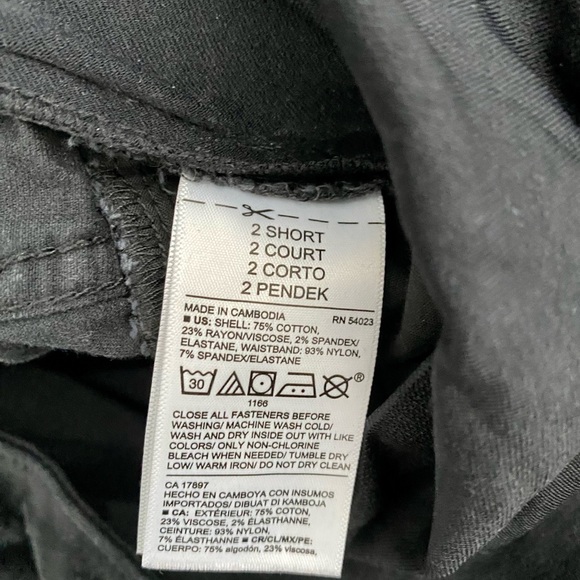 2 SHORT
2 COURT
2 CORTO
2 PENDEK
MADE IN CAMBODIA RN 54023
■ US: SHELL: 75% COTTON,
23% RAYON/VISCOSE, 2% SPANDEX/
ELASTANE, WAISTBAND: 93% NYLON,
7% SPANDEX/ELASTANE
30 ®
1166
CLOSE ALL FASTENERS BEFORE
WASHING/ MACHINE WASH COLD/
WASH AND DRY INSIDE OUT WITH LIKE
COLORS/ ONLY NON-CHLORINE
BLEACH WHEN NEEDED/ TUMBLE DRY
LOW/ WARM IRON/ DO NOT DRY CLEAN
CA 17897
HECHO EN CAMBOYA CON INSUMOS
IMPORTADOS/ DIBUAT DI KAMBOJA
■ CA: EXTÉRIEUR: 75% COTON,
23% VISCOSE, 2% ÉLASTHANNE,
CEINTURE: 93% NYLON,
7% ÉLASTHANNE ■ CR/CL/MX/PE:
CUERPO: 75% algodón, 23% viscosa,